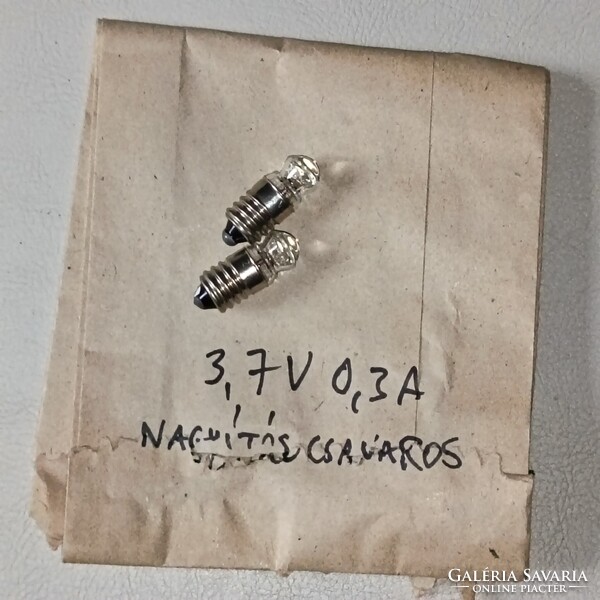 3,7V 0,3A
NAGYÍTÓS CSAVAROS
GALÉRIA SAVARIA
ONLINE PIACTÉR